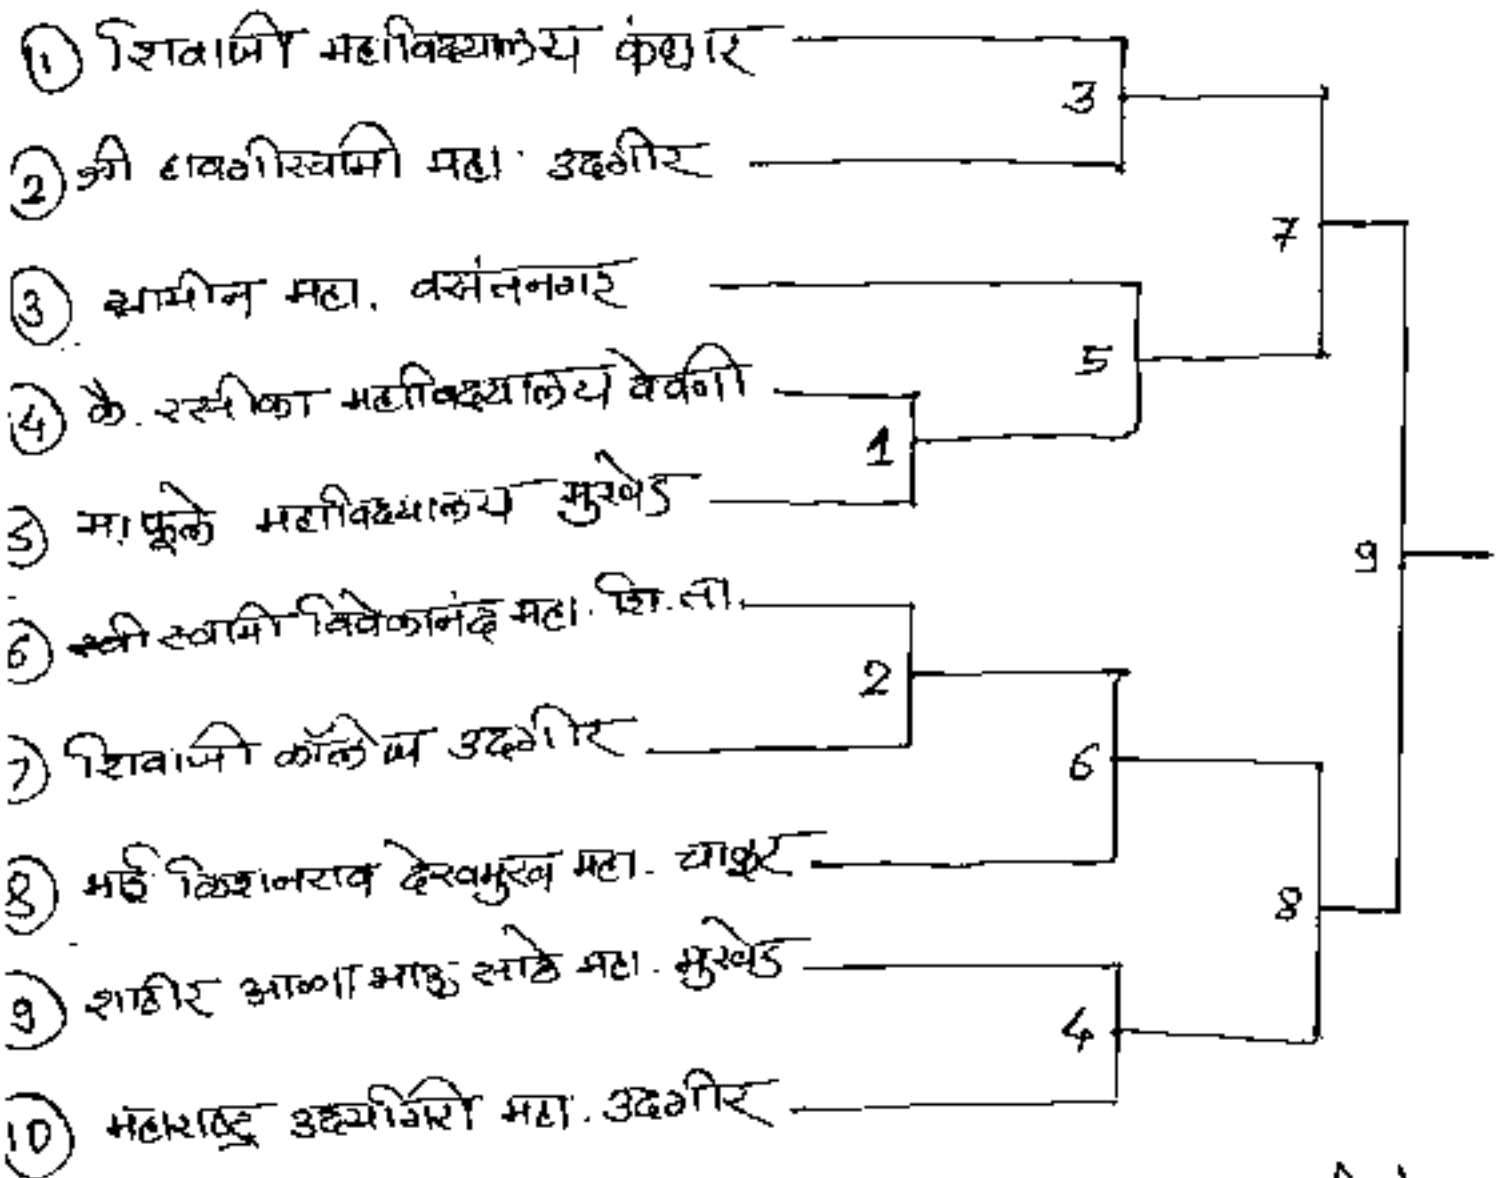 ① शिवाजी महाविद्यालय कंधार
3
② श्री हावगीस्वामी महा. उदगीर
7
③ ग्रामीण महा. वसंतनगर
5
④ कै. रसीका महाविद्यालय देवणी
1
5 म. फुले महाविद्यालय मुखेड
9
6 श्री स्वामी विवेकानंद महा. शि. ता.
2
7 शिवाजी कॉलेज उदगीर
6
8 भाई किशनराव देशमुख महा. चाकूर
8
9 शाहीर आण्णा भाऊ साठे महा. मुखेड
4
10 महाराष्ट्र उदयगिरी महा. उदगीर